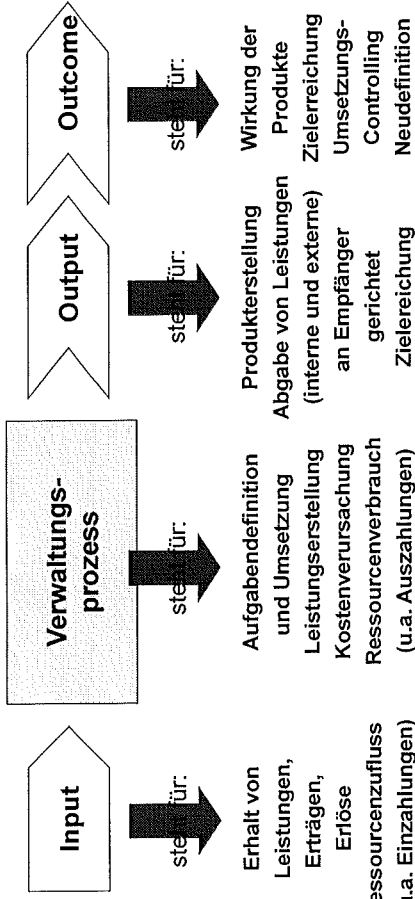 Input
steht für:
Erhalt von
Leistungen,
Erträgen,
Erlöse
essourcenzufluss
u.a. Einzahlungen)
Verwaltungs-
prozess
steht für:
Aufgabendefinition
und Umsetzung
Leistungserstellung
Kostenverursachung
Ressourcenverbrauch
(u.a. Auszahlungen)
Output
steht für:
Produkterstellung
Abgabe von Leistungen
(interne und externe)
an Empfänger
gerichtet
Zielereichung
Outcome
steht für:
Wirkung der
Produkte
Zielerreichung
Umsetzungs-
Controlling
Neudefinition